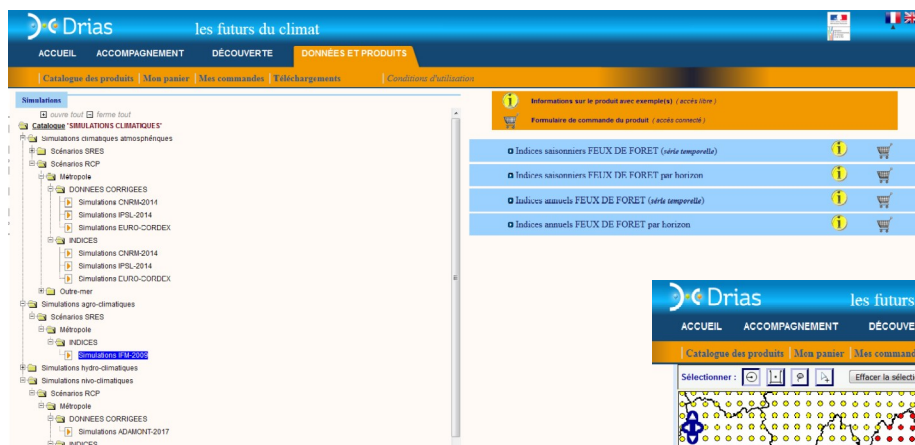 Drias les futurs du climat
ACCUEIL ACCOMPAGNEMENT DÉCOUVERTE DONNÉES ET PRODUITS
Catalogue des produits Mon panier Mes commandes Téléchargements Conditions d'utilisation
Simulations
ouvre tout ferme tout
Catalogue "SIMULATIONS CLIMATIQUES"
Simulations climatiques atmosphériques
Scénarios SRES
Scénarios RCP
Métropole
DONNEES CORRIGEES
Simulations CNRM-2014
Simulations IPSL-2014
Simulations EURO-CORDEX
INDICES
Simulations CNRM-2014
Simulations IPSL-2014
Simulations EURO-CORDEX
Outre-mer
Simulations agro-climatiques
Scénarios SRES
Métropole
INDICES
Simulations IFM-2009
Simulations hydro-climatiques
Simulations nivo-climatiques
Scénarios RCP
Métropole
DONNEES CORRIGEES
Simulations ADAMONT-2017
INDICES
Informations sur le produit avec exemple(s) (accés libre)
Formulaire de commande du produit (accés connecté)
Indices saisonniers FEUX DE FORET (série temporelle)
Indices saisonniers FEUX DE FORET par horizon
Indices annuels FEUX DE FORET (série temporelle)
Indices annuels FEUX DE FORET par horizon
Drias les futurs
ACCUEIL ACCOMPAGNEMENT DÉCOUVE
Catalogue des produits Mon panier Mes command
Sélectionner : Effacer la sélecti